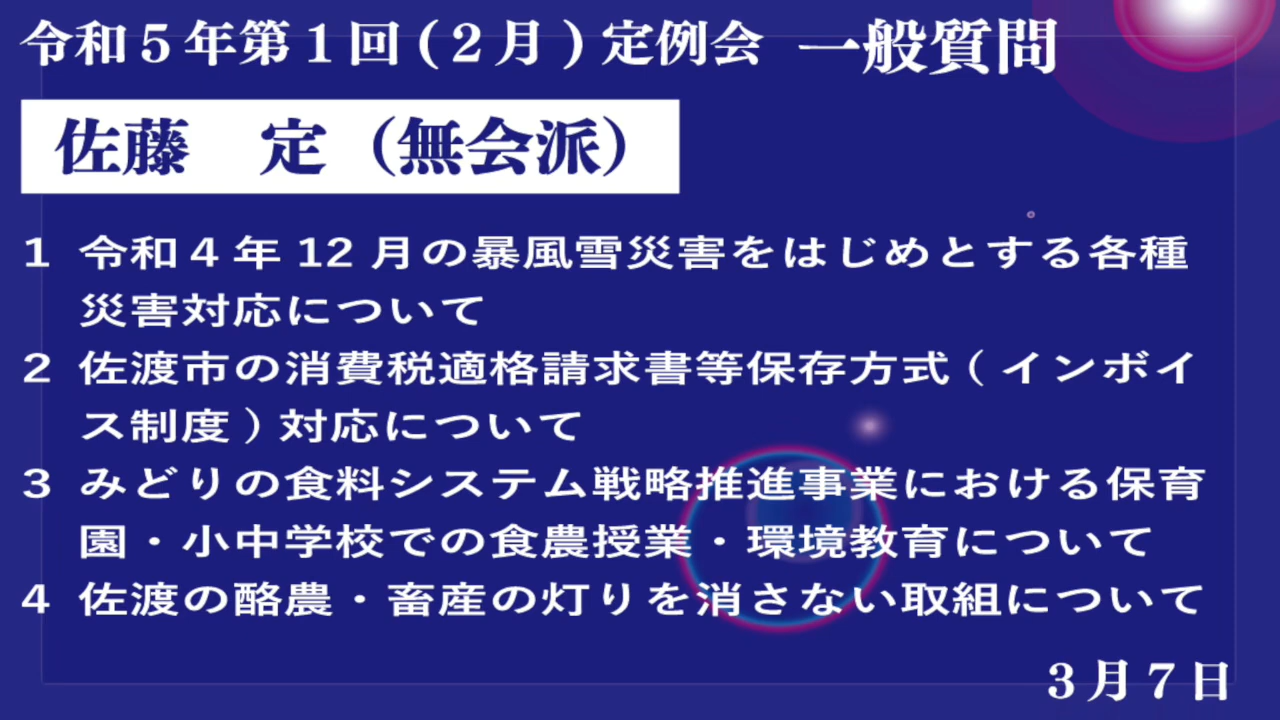 令和５年第１回(２月)定例会 一般質問
佐藤　定（無会派）
1 令和４年12月の暴風雪災害をはじめとする各種
災害対応について
2 佐渡市の消費税適格請求書等保存方式(インボイ
ス制度)対応について
3 みどりの食料システム戦略推進事業における保育
園・小中学校での食農授業・環境教育について
4 佐渡の酪農・畜産の灯りを消さない取組について
３月７日